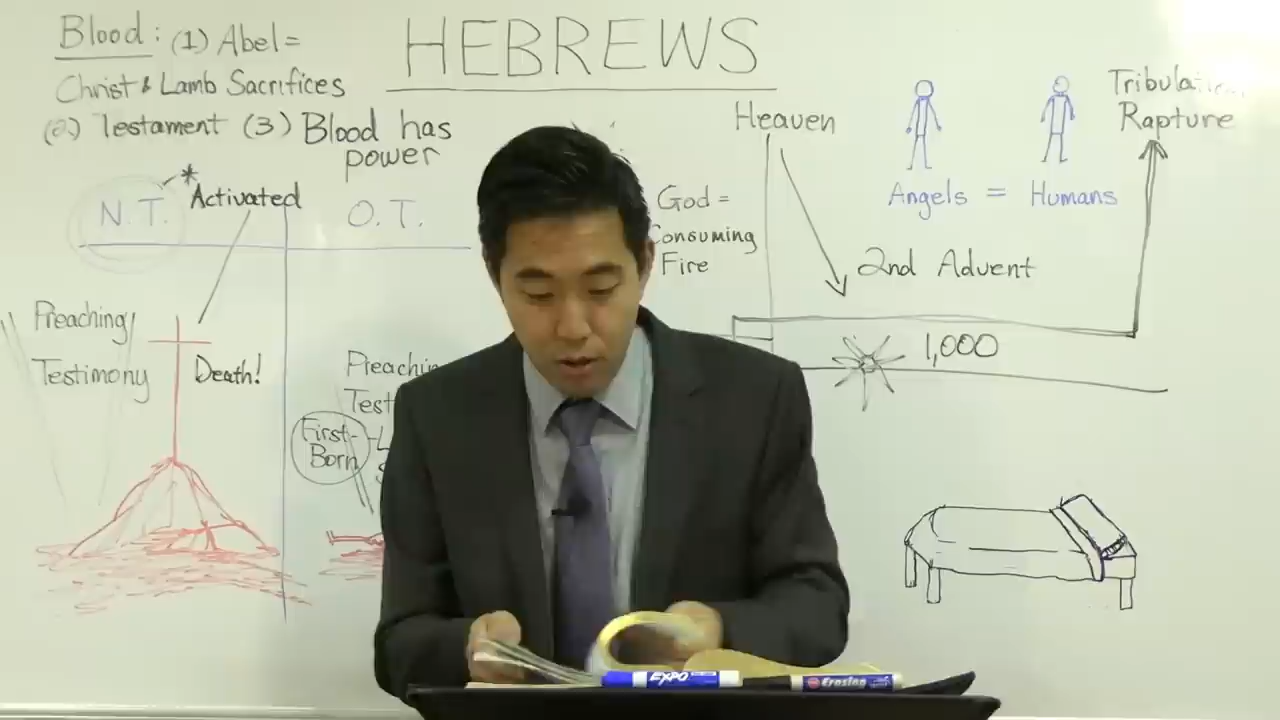 HEBREWS
Blood: (1) Abel=
Christ & Lamb Sacrifices
(2) Testament (3) Blood has
power
N.T. * Activated
O.T.
Preaching
Testimony
Death!
First-
Born
God =
Consuming
Fire
Heaven
2nd Advent
1,000
Angels = Humans
Rapture
EXPO